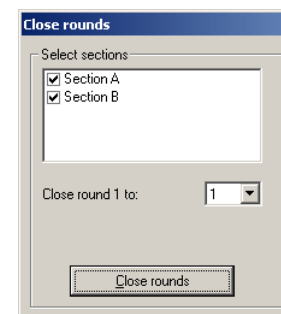 Close rounds
Select sections
Section A
Section B
Close round 1 to:
1
Close rounds